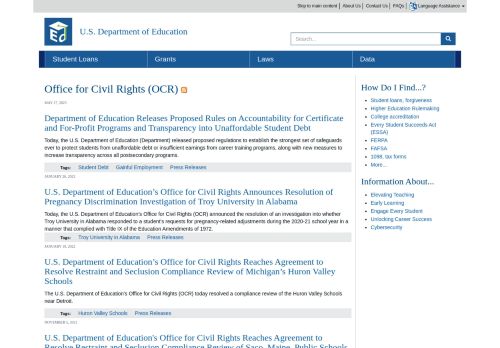 Skip to main content | About Us | Contact Us | FAQs | Language Assistance
U.S. Department of Education
Search...
Student Loans Grants Laws Data
Office for Civil Rights (OCR)
MAY 17, 2023
Department of Education Releases Proposed Rules on Accountability for Certificate
and For-Profit Programs and Transparency into Unaffordable Student Debt
Today, the U.S. Department of Education (Department) released proposed regulations to establish the strongest set of safeguards
ever to protect students from unaffordable debt or insufficient earnings from career training programs, along with new measures to
increase transparency across all postsecondary programs.
Tags: Student Debt Gainful Employment Press Releases
U.S. Department of Education's Office for Civil Rights Announces Resolution of
Pregnancy Discrimination Investigation of Troy University in Alabama
Today, the U.S. Department of Education's Office for Civil Rights (OCR) announced the resolution of an investigation into whether
Troy University in Alabama responded to a student's requests for pregnancy-related adjustments during the 2020-21 school year in
a manner that complied with Title IX of the Education Amendments of 1972.
Tags: Troy University in Alabama Press Releases
U.S. Department of Education's Office for Civil Rights Reaches Agreement to
Resolve Restraint and Seclusion Compliance Review of Michigan's Huron Valley
Schools
The U.S. Department of Education's Office for Civil Rights (OCR) today resolved a compliance review of the Huron Valley Schools
near Detroit.
Tags: Huron Valley Schools Press Releases
U.S. Department of Education's Office for Civil Rights Reaches Agreement to
Resolve Restraint and Seclusion Compliance Review of Saco, Maine, Public Schools
How Do I Find...?
Student loans, forgiveness
Higher Education Rulemaking
College accreditation
Every Student Succeeds Act
(ESSA)
FERPA
FAFSA
1098, tax forms
More...
Information About...
Elevating Teaching
Early Learning
Engage Every Student
Unlocking Career Success
Cybersecurity